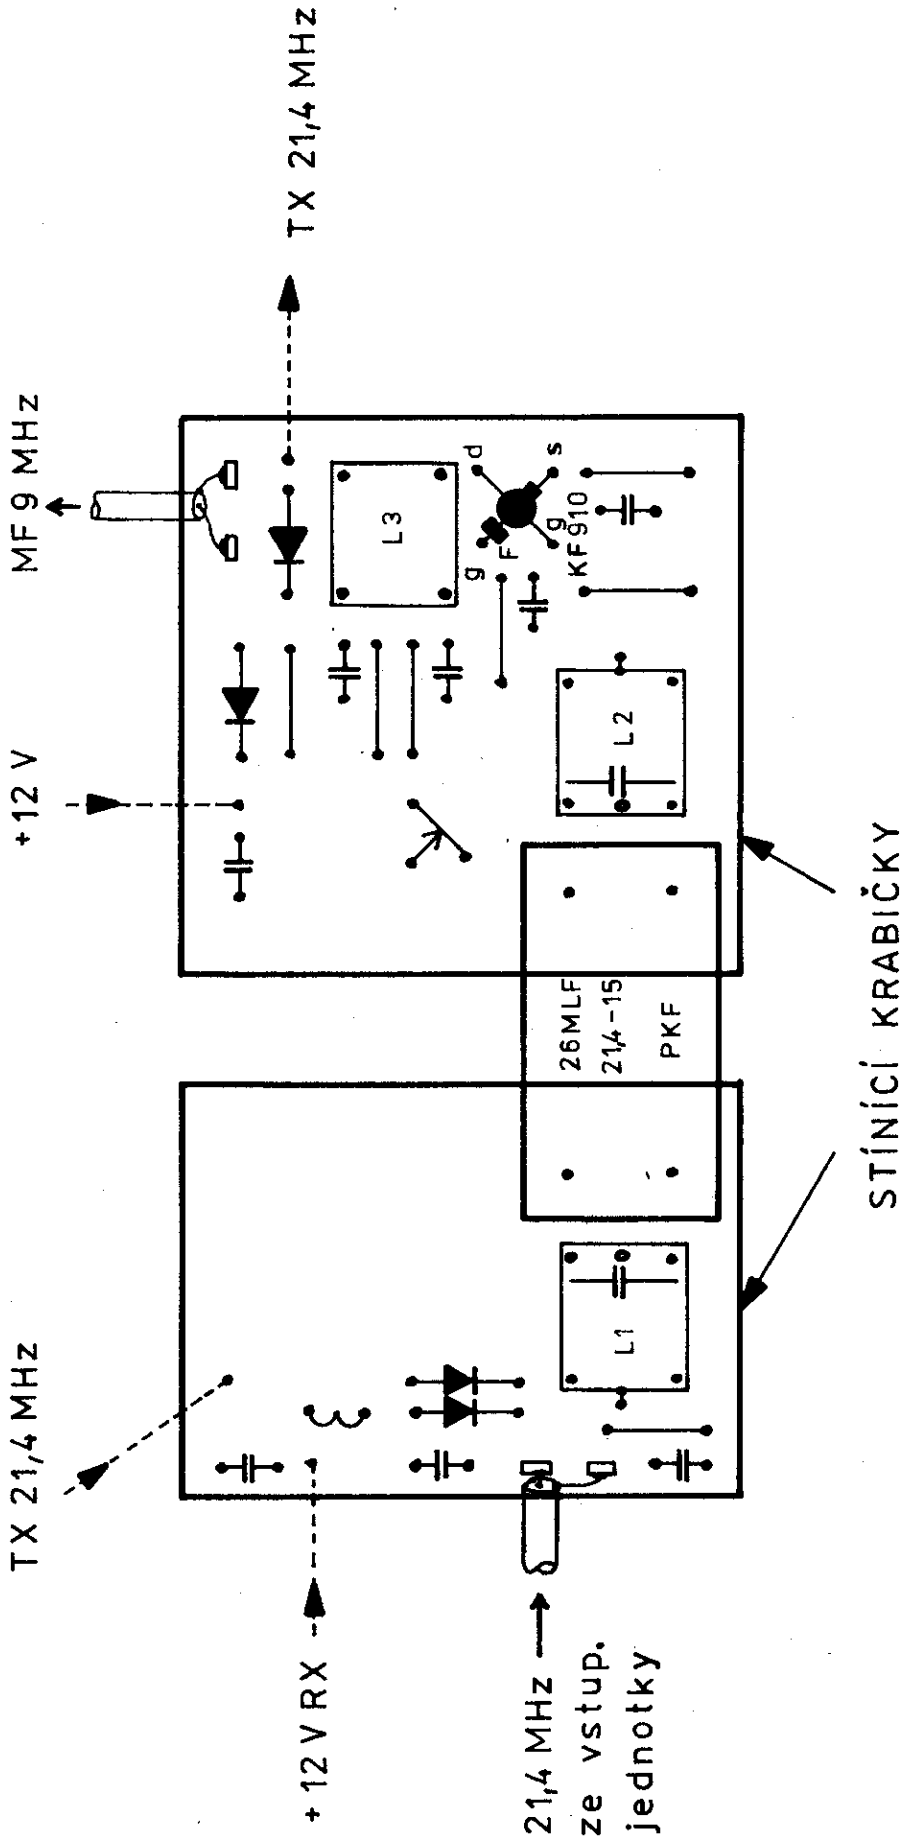 TX 21,4 MHz
+12 V RX
21,4 MHz
ze vstup.
jednotky
L1
26MLF
21,4-15
PKF
+12 V
MF 9 MHz
TX 21,4 MHz
L3
L2
g
F
d
s
g
KF910
STÍNÍCÍ KRABIČKY